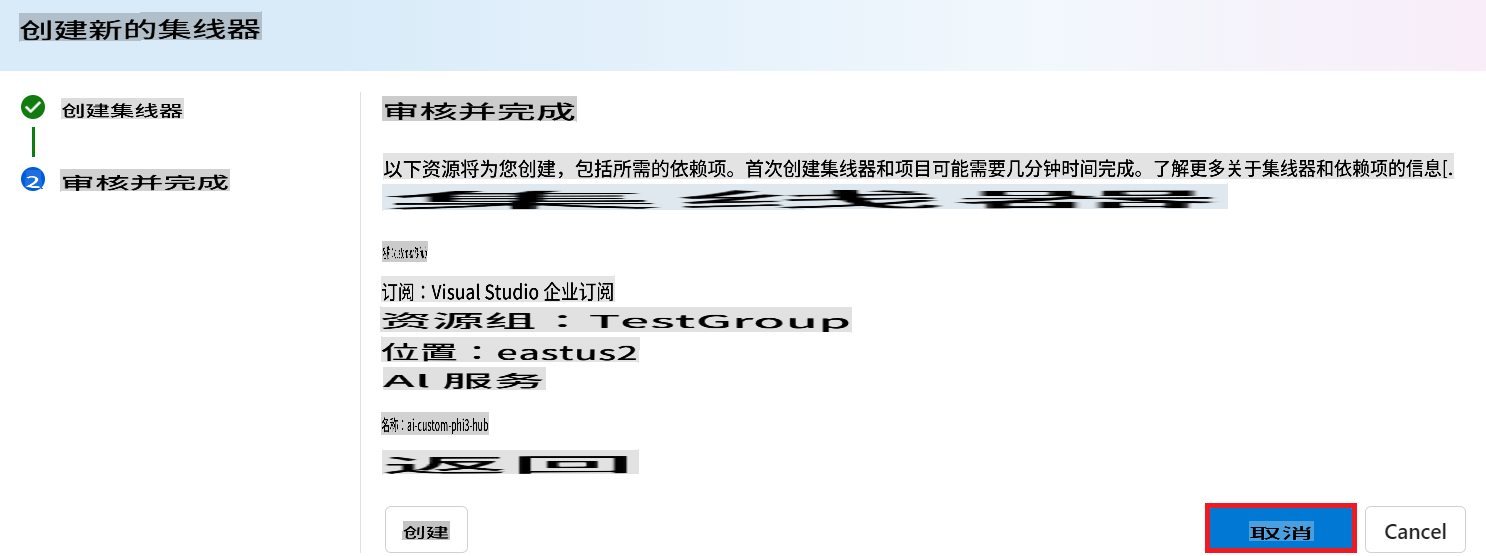 创建新的集线器
创建集线器
2
审核并完成
审核并完成
以下资源将为您创建，包括所需的依赖项。首次创建集线器和项目可能需要几分钟时间完成。了解更多关于集线器和依赖项的信息[.
集线器
订阅：Visual Studio 企业订阅
资源组：TestGroup
位置：eastus2
AI 服务
名称：ai-custom-phi3-hub
返回
创建
取消
Cancel